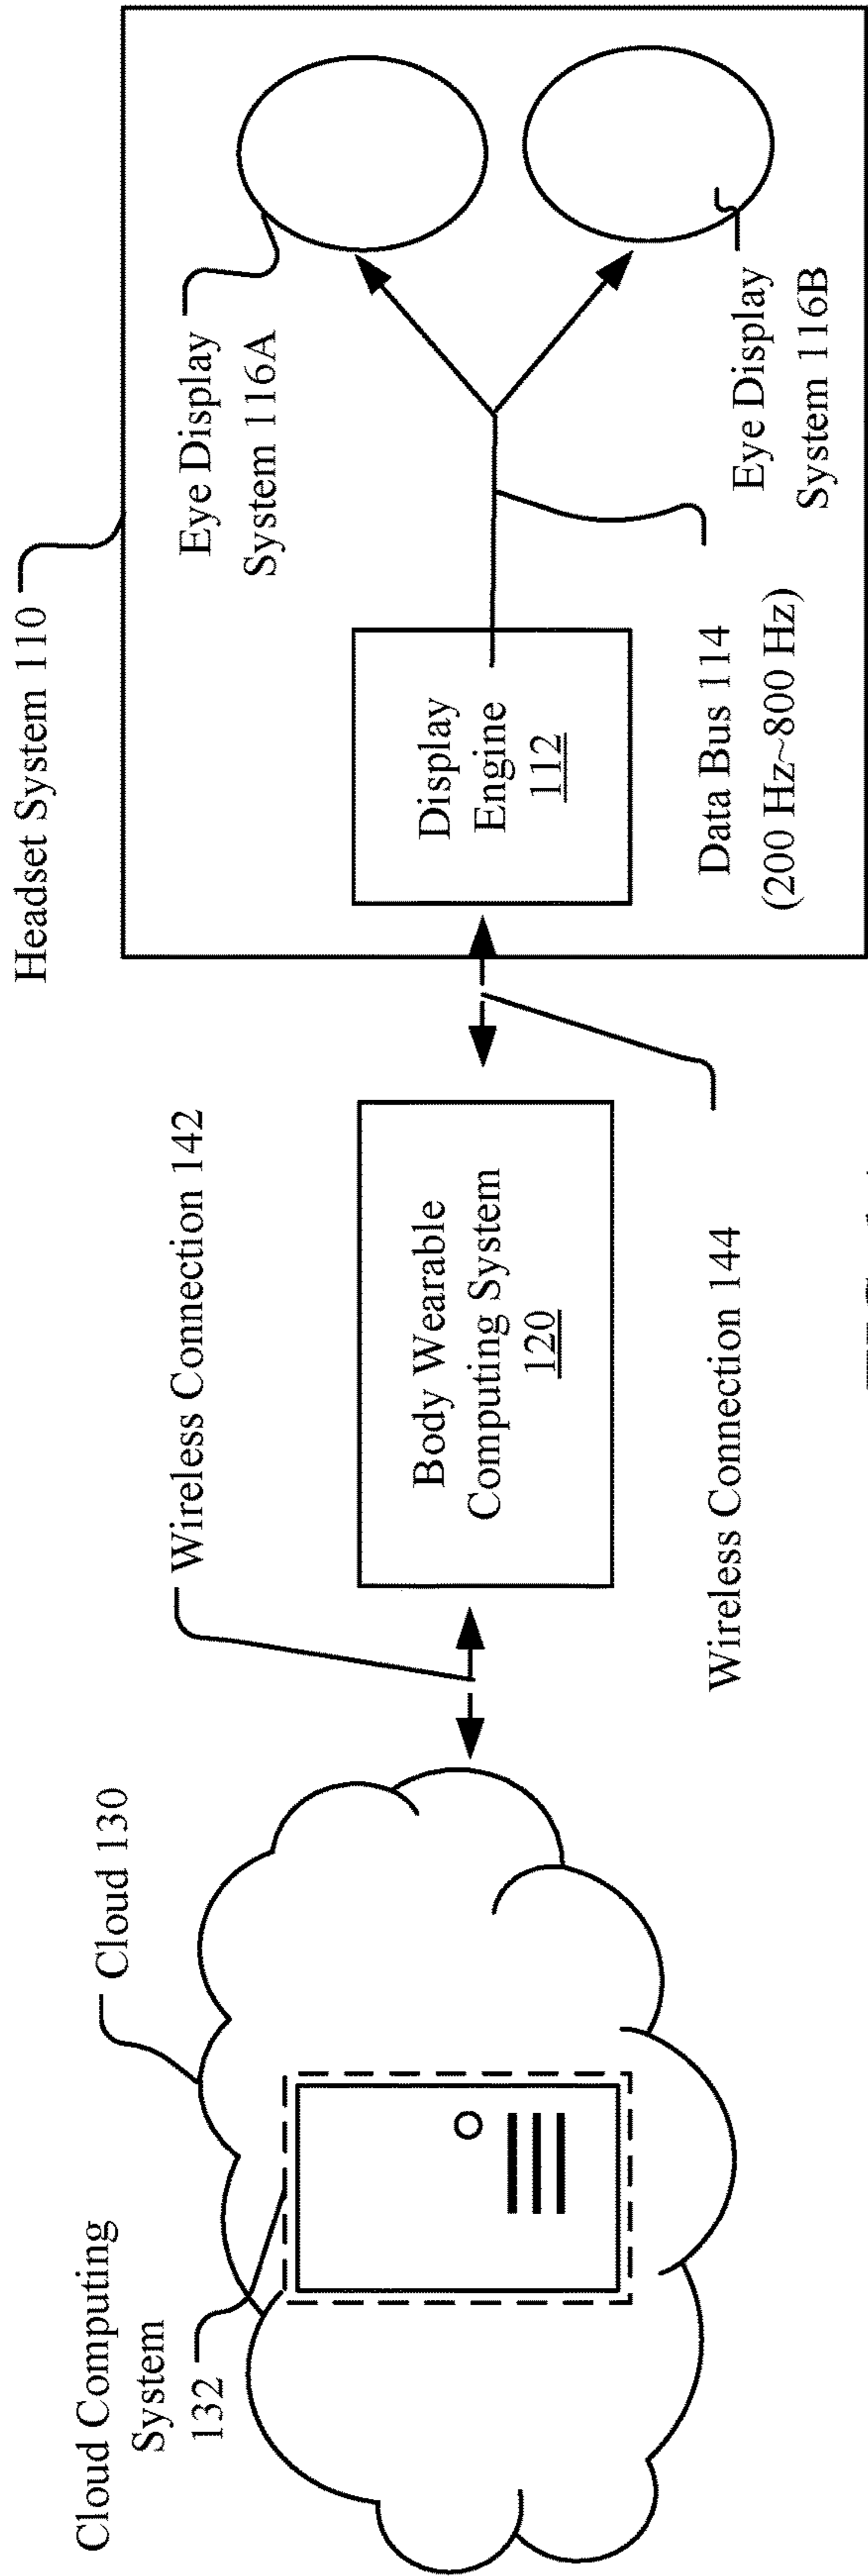 Cloud Computing
System
132
Cloud 130
Wireless Connection 142
Body Wearable
Computing System
120
Wireless Connection 144
Headset System 110
Display
Engine
112
Data Bus 114
(200 Hz~800 Hz)
Eye Display
System 116A
Eye Display
System 116B